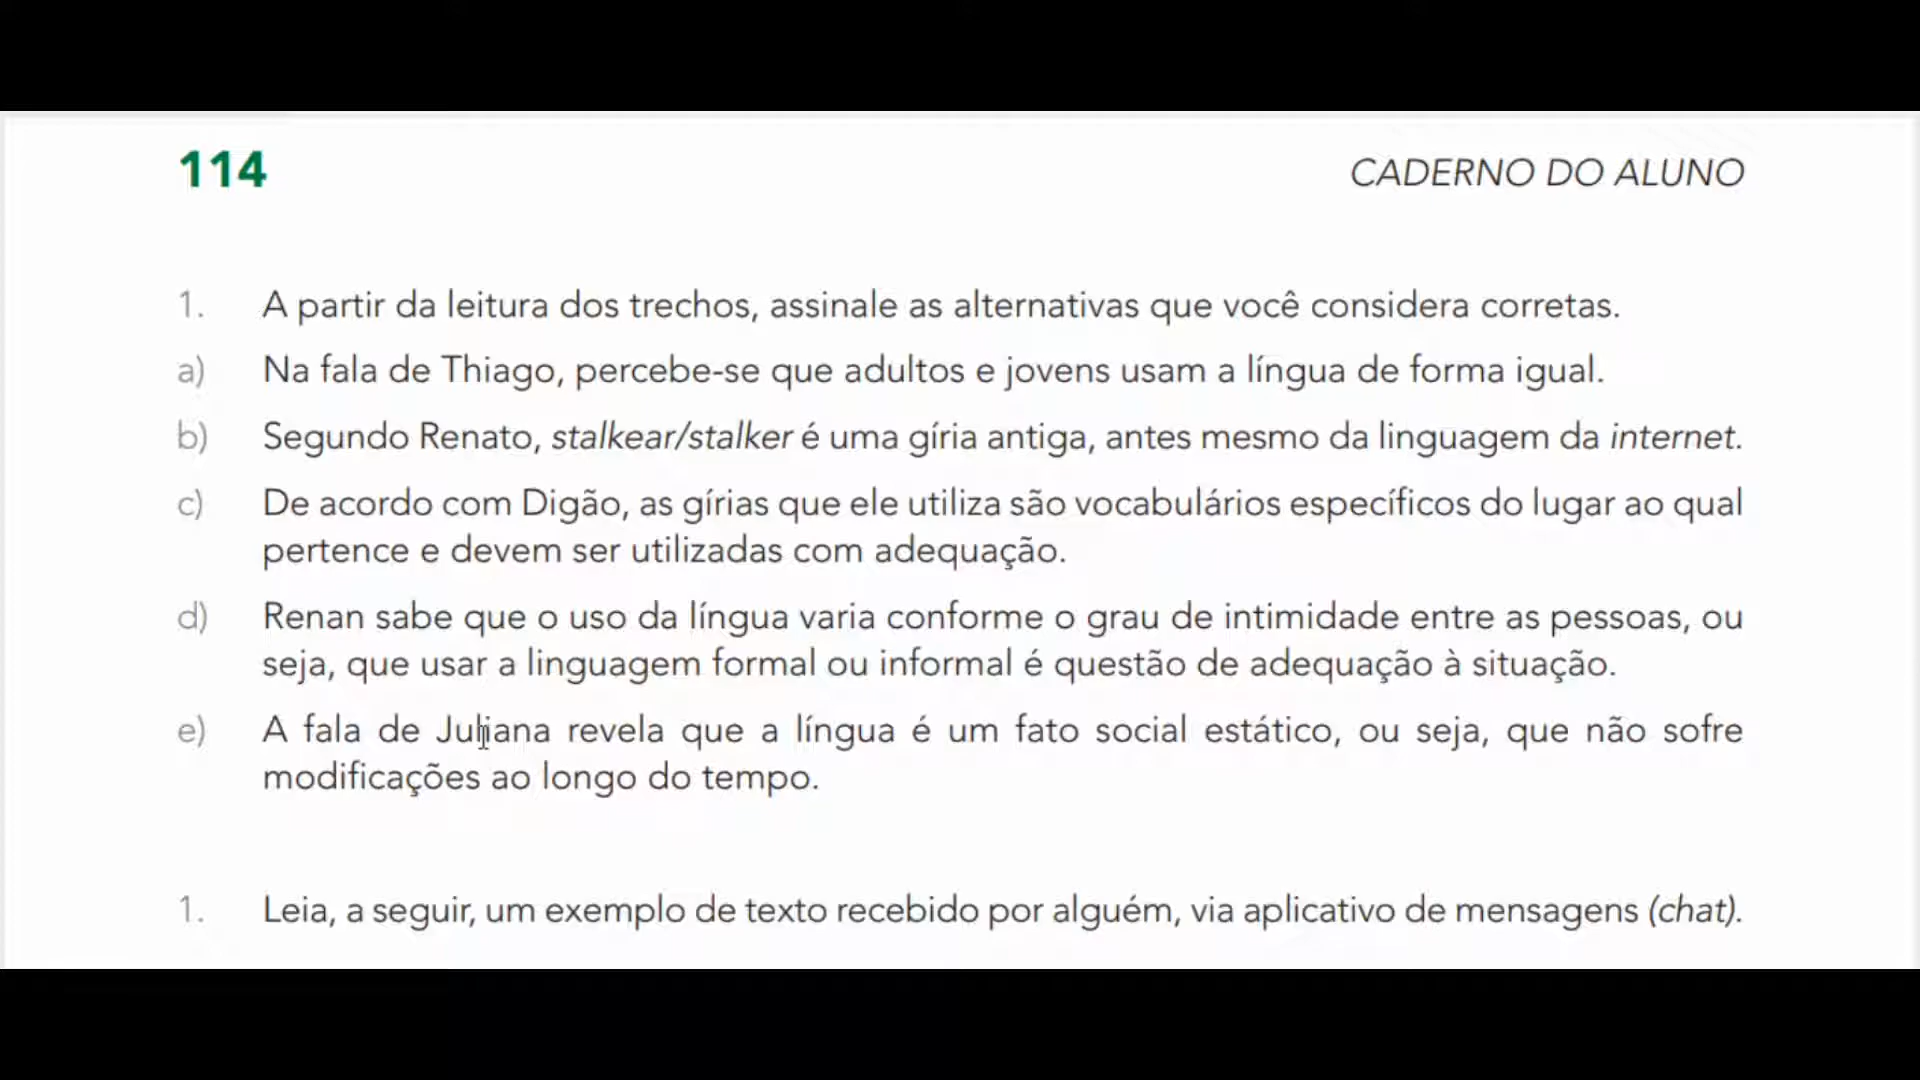 114
CADERNO DO ALUNO
1. A partir da leitura dos trechos, assinale as alternativas que você considera corretas.
a) Na fala de Thiago, percebe-se que adultos e jovens usam a língua de forma igual.
b) Segundo Renato, stalkear/stalker é uma gíria antiga, antes mesmo da linguagem da internet.
c) De acordo com Digão, as gírias que ele utiliza são vocabulários específicos do lugar ao qual
pertence e devem ser utilizadas com adequação.
d) Renan sabe que o uso da língua varia conforme o grau de intimidade entre as pessoas, ou
seja, que usar a linguagem formal ou informal é questão de adequação à situação.
e) A fala de Juliana revela que a língua é um fato social estático, ou seja, que não sofre
modificações ao longo do tempo.
1. Leia, a seguir, um exemplo de texto recebido por alguém, via aplicativo de mensagens (chat).